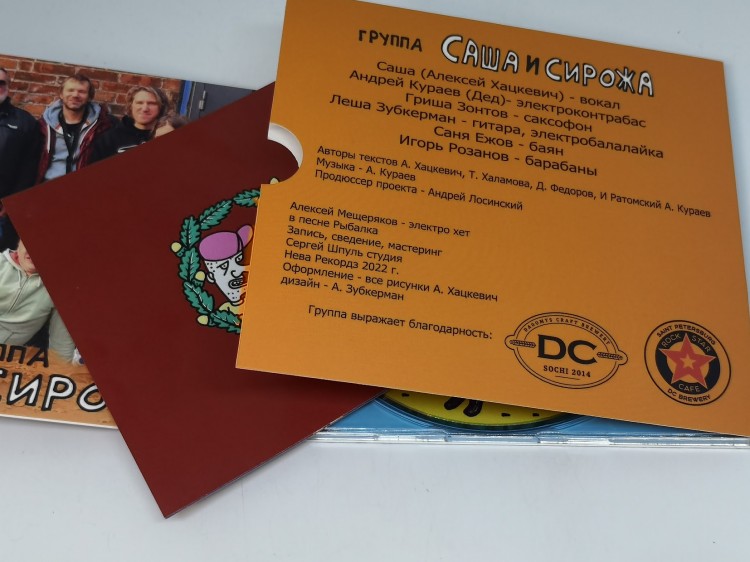 ГРУППА САША И СИРОЖА
Саша (Алексей Хацкевич) - вокал
Андрей Кураев (Дед)- электроконтрабас
Гриша Зонтов - саксофон
Леша Зубкерман - гитара, электробалалайка
Саня Ежов - баян
Игорь Розанов - барабаны
Авторы текстов А. Хацкевич, Т. Халамова, Д. Федоров, И Ратомский А. Кураев
Музыка - А. Кураев
Продюссер проекта - Андрей Лосинский
Алексей Мещеряков - электро хет
в песне Рыбалка
Запись, сведение, мастеринг
Сергей Шпуль студия
Нева Рекордз 2022 г.
Оформление - все рисунки А. Хацкевич
дизайн - А. Зубкерман
Группа выражает благодарность:
DC
SOCHI 2014
SAINT PETERSBURG
ROCK STAR
CAFE
DC BREWERY
ППА
СИРО